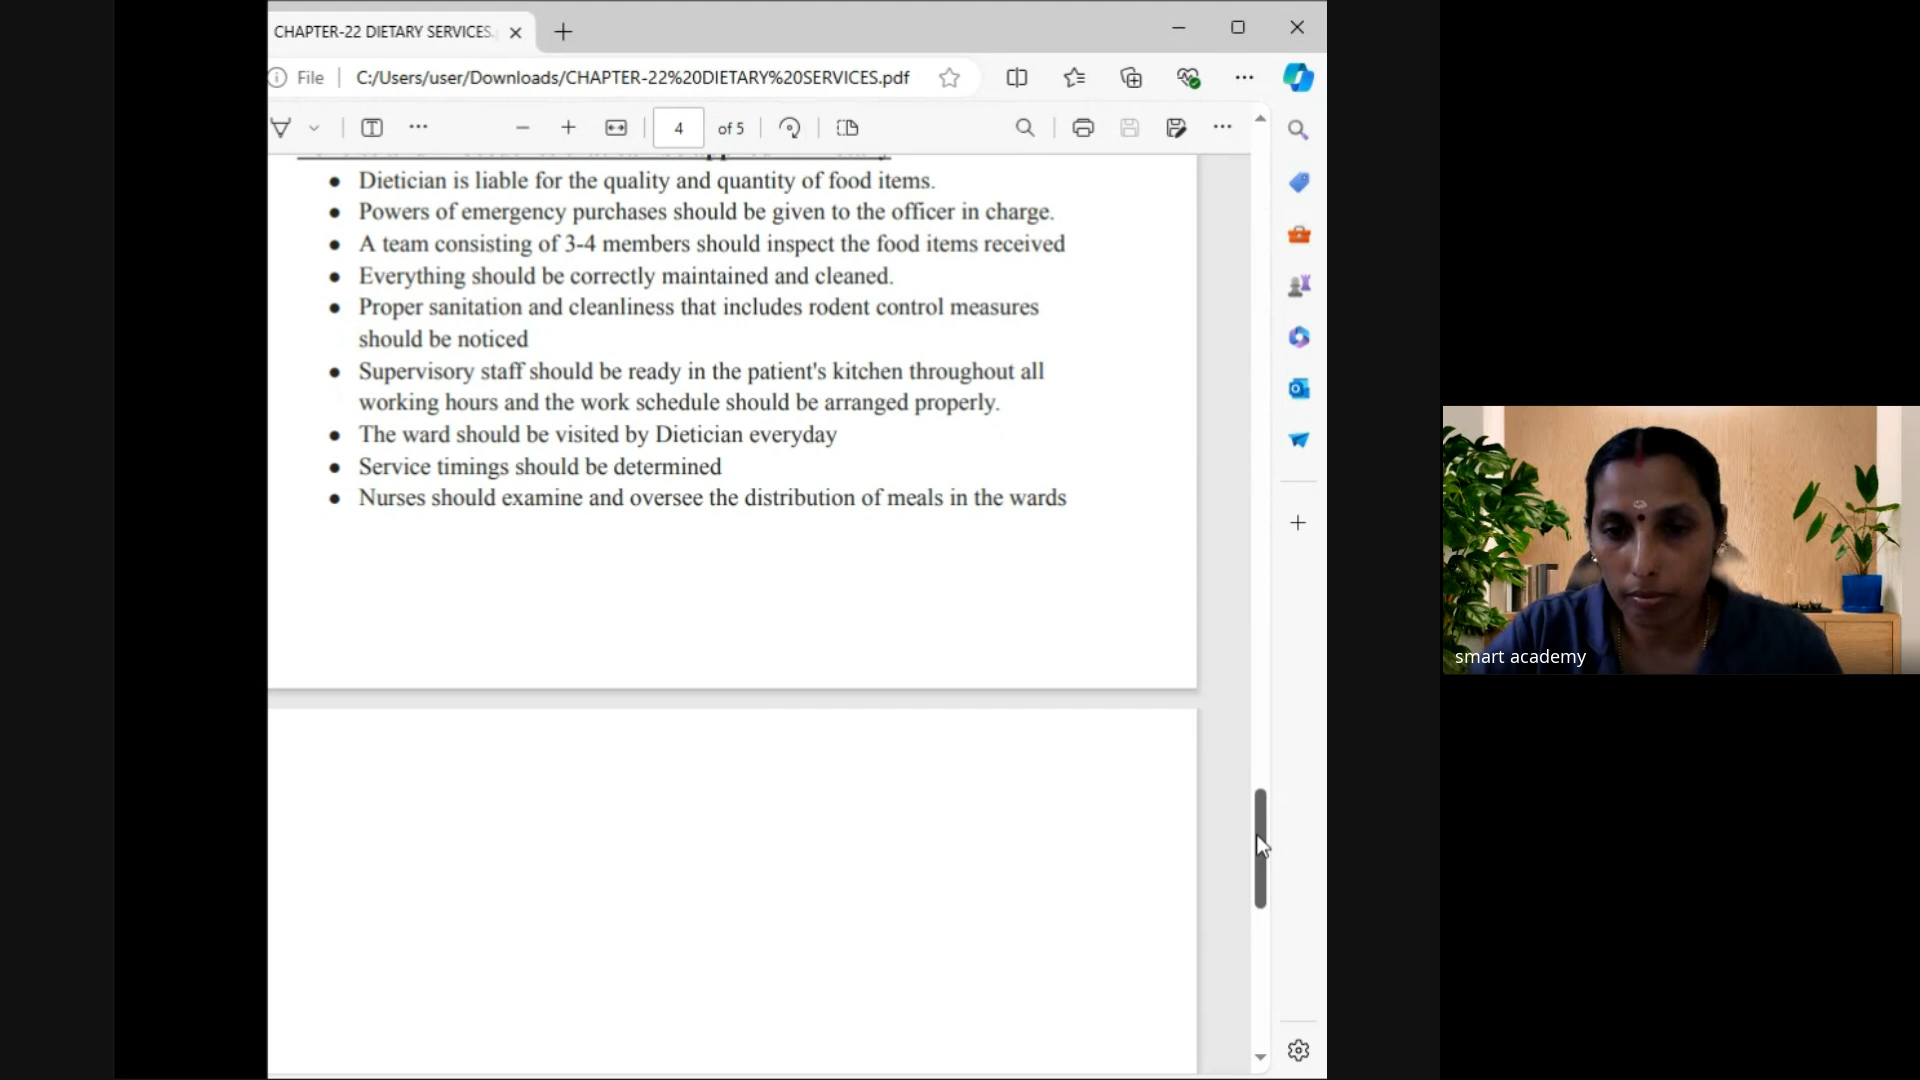 CHAPTER-22 DIETARY SERVICES.
File
C:/Users/user/Downloads/CHAPTER-22%20DIETARY%20SERVICES.pdf
4 of 5
● Dietician is liable for the quality and quantity of food items.
● Powers of emergency purchases should be given to the officer in charge.
● A team consisting of 3-4 members should inspect the food items received
● Everything should be correctly maintained and cleaned.
● Proper sanitation and cleanliness that includes rodent control measures
should be noticed
● Supervisory staff should be ready in the patient's kitchen throughout all
working hours and the work schedule should be arranged properly.
● The ward should be visited by Dietician everyday
● Service timings should be determined
● Nurses should examine and oversee the distribution of meals in the wards
smart academy